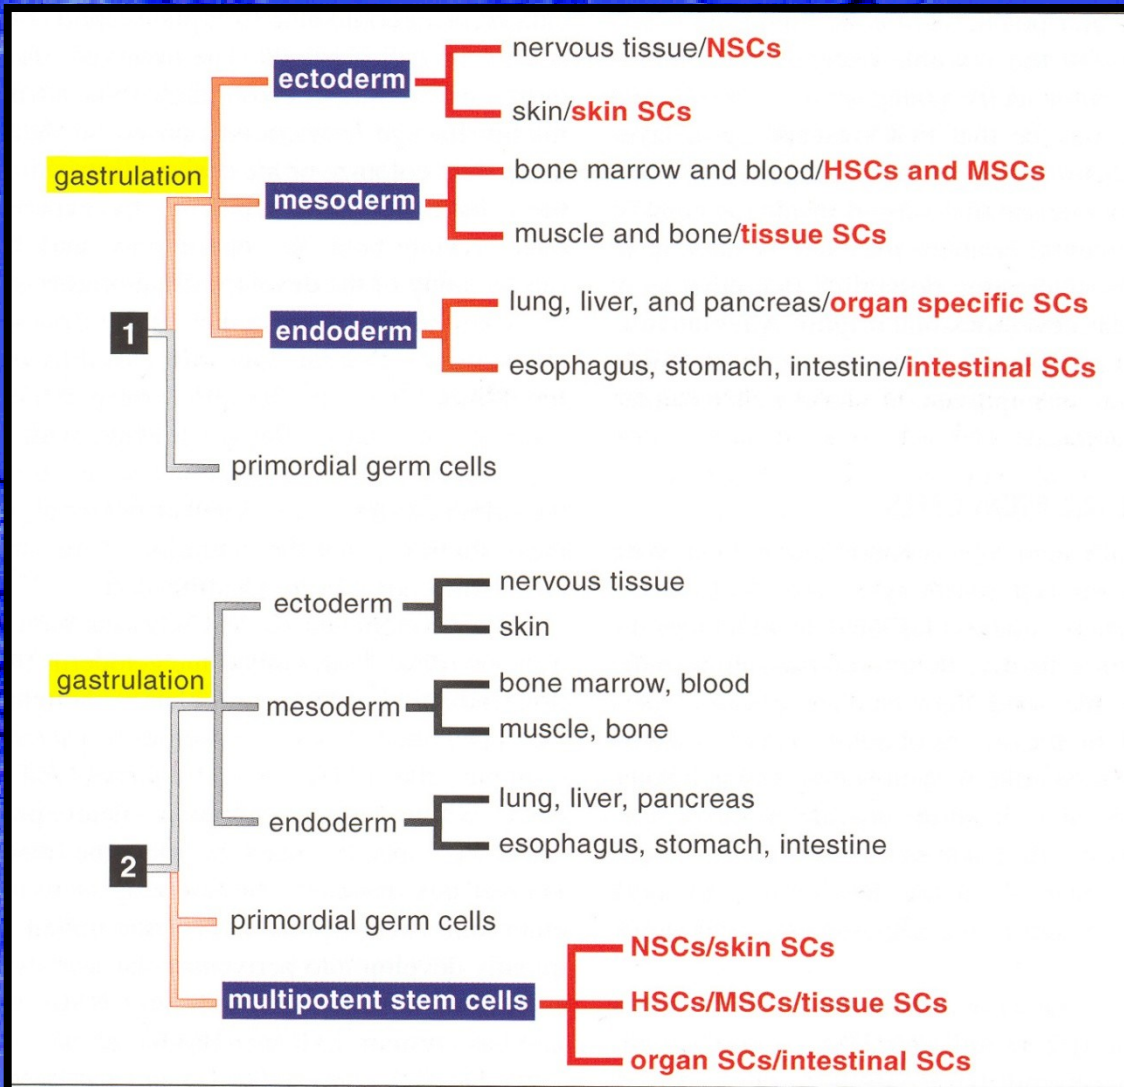 nervous tissue/NSCs
ectoderm
skin/skin SCs
gastrulation
bone marrow and blood/HSCs and MSCs
mesoderm
muscle and bone/tissue SCs
lung, liver, and pancreas/organ specific SCs
1
endoderm
esophagus, stomach, intestine/intestinal SCs
primordial germ cells
nervous tissue
ectoderm
skin
gastrulation
bone marrow, blood
mesoderm
muscle, bone
lung, liver, pancreas
endoderm
esophagus, stomach, intestine
2
primordial germ cells
NSCs/skin SCs
multipotent stem cells
HSCs/MSCs/tissue SCs
organ SCs/intestinal SCs